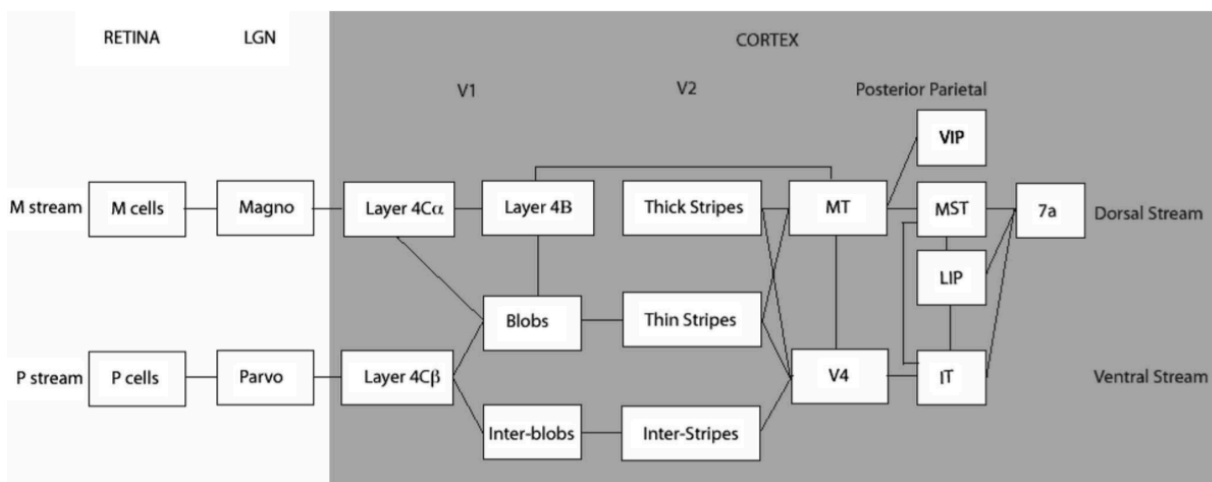 RETINA LGN CORTEX
V1 V2 Posterior Parietal
VIP
M stream M cells Magno Layer 4Cα Layer 4B Thick Stripes MT MST 7a Dorsal Stream
LIP
Blobs Thin Stripes
P stream P cells Parvo Layer 4Cβ V4 IT Ventral Stream
Inter-blobs Inter-Stripes